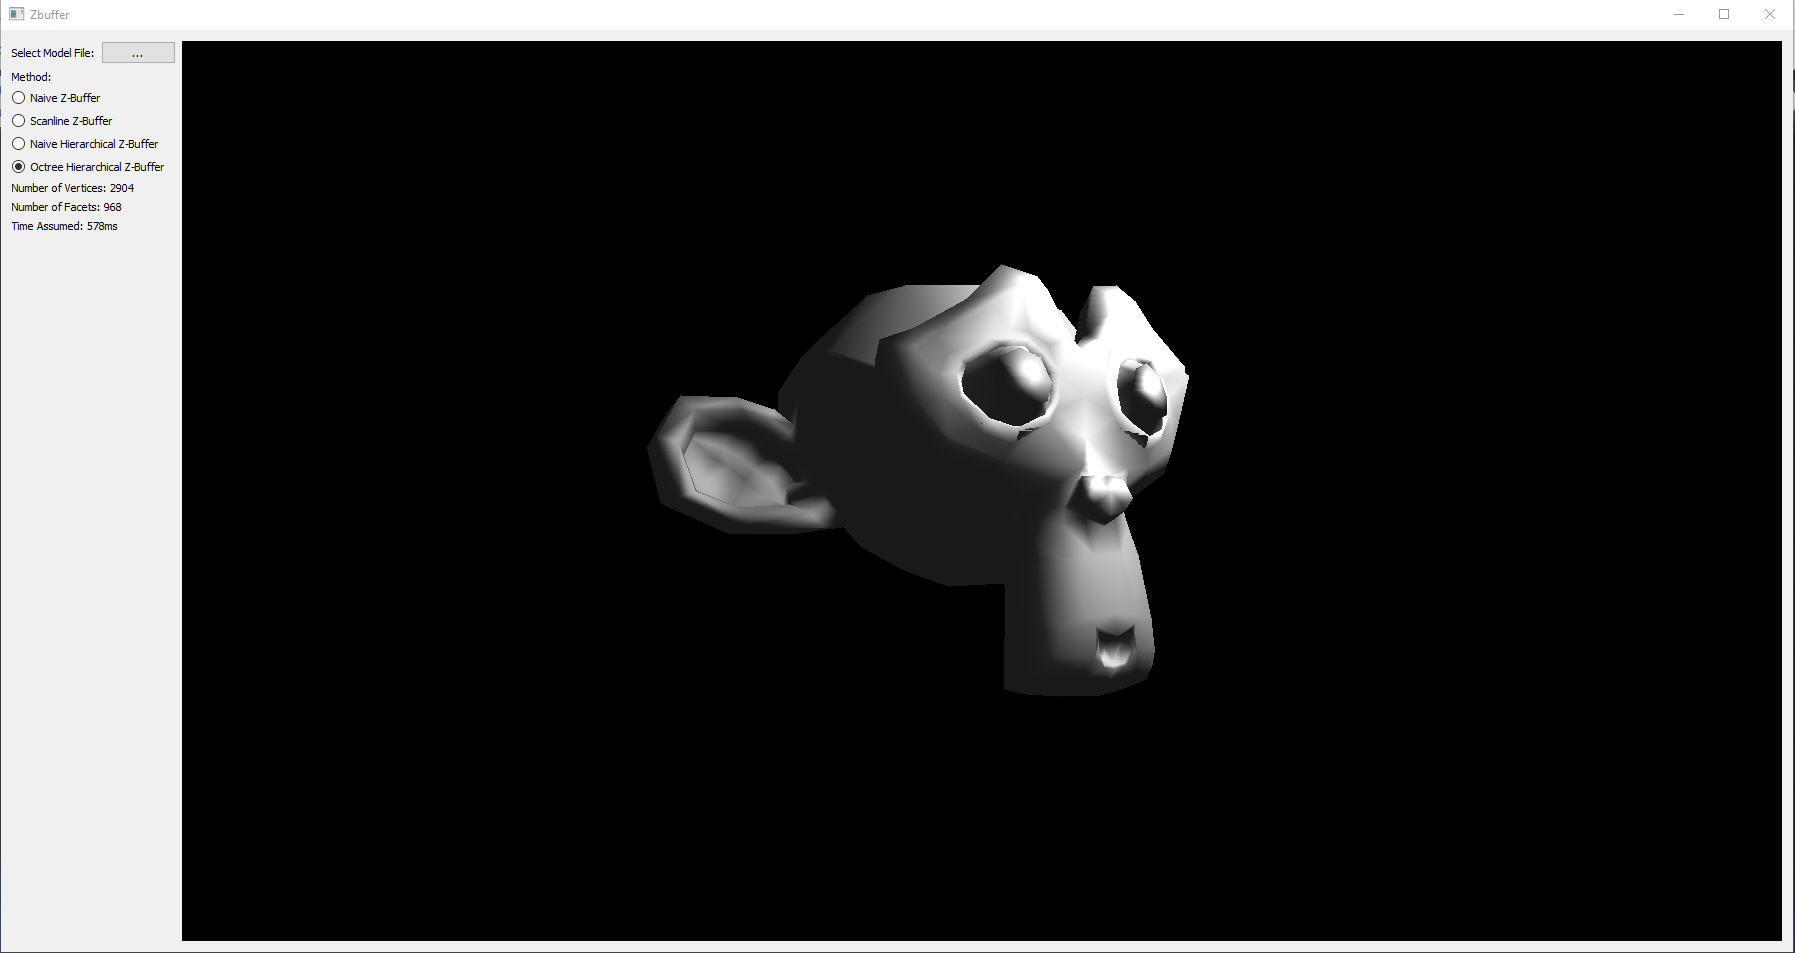 Zbuffer
Select Model File: ...
Method:
Naive Z-Buffer
Scanline Z-Buffer
Naive Hierarchical Z-Buffer
Octree Hierarchical Z-Buffer
Number of Vertices: 2904
Number of Facets: 968
Time Assumed: 578ms